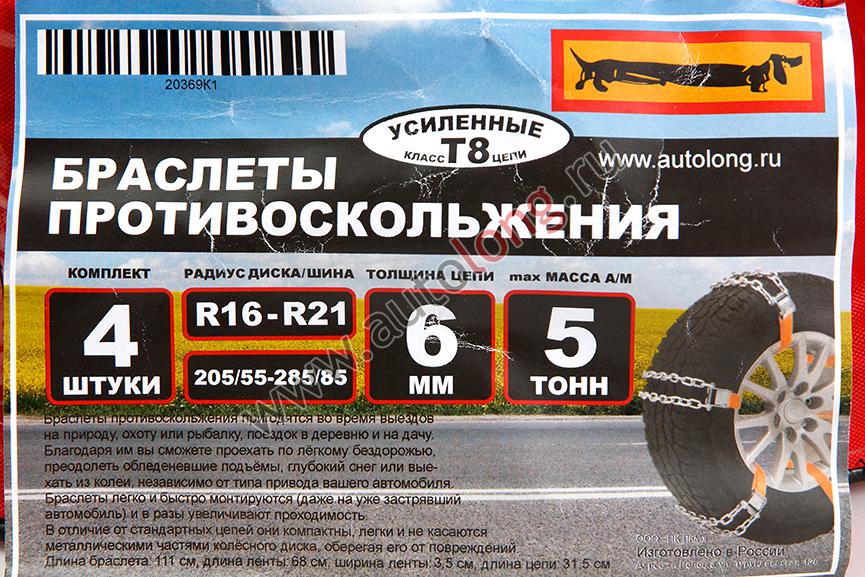 20369К1
УСИЛЕННЫЕ
КЛАСС Т8 ЦЕПИ
www.autolong.ru
БРАСЛЕТЫ
ПРОТИВОСКОЛЬЖЕНИЯ
КОМПЛЕКТ РАДИУС ДИСКА/ШИНА ТОЛЩИНА ЦЕПИ max МАССА А/М
4 ШТУКИ
R16-R21
205/55-285/85
6 ММ
5 ТОНН
Браслеты противоскольжения пригодятся во время выездов
на природу, охоту или рыбалку, поездок в деревню и на дачу.
Благодаря им вы сможете проехать по лёгкому бездорожью,
преодолеть обледеневшие подъёмы, глубокий снег или вые-
хать из колеи, независимо от типа привода вашего автомобиля.
Браслеты легко и быстро монтируются (даже на уже застрявший
автомобиль) и в разы увеличивают проходимость.
В отличие от стандартных цепей они компактны, легки и не касаются
металлическими частями колёсного диска, оберегая его от повреждений.
Длина браслета: 111 см, длина ленты: 68 см, ширина ленты: 3,5 см, длина цепи: 31,5 см.
ООО
Изготовлено в России
www.autolong.ru